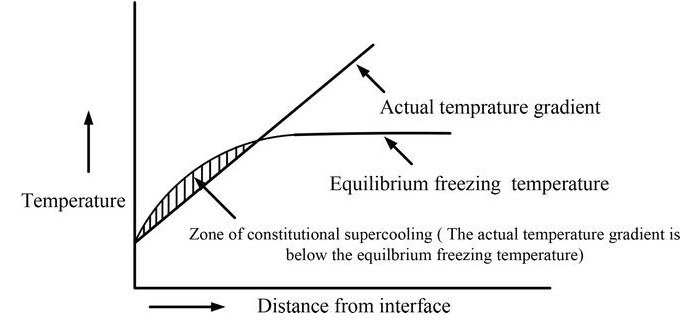 Actual temprature gradient
Equilibrium freezing temperature
Temperature
Zone of constitutional supercooling ( The actual temperature gradient is
below the equilbrium freezing temperature)
Distance from interface